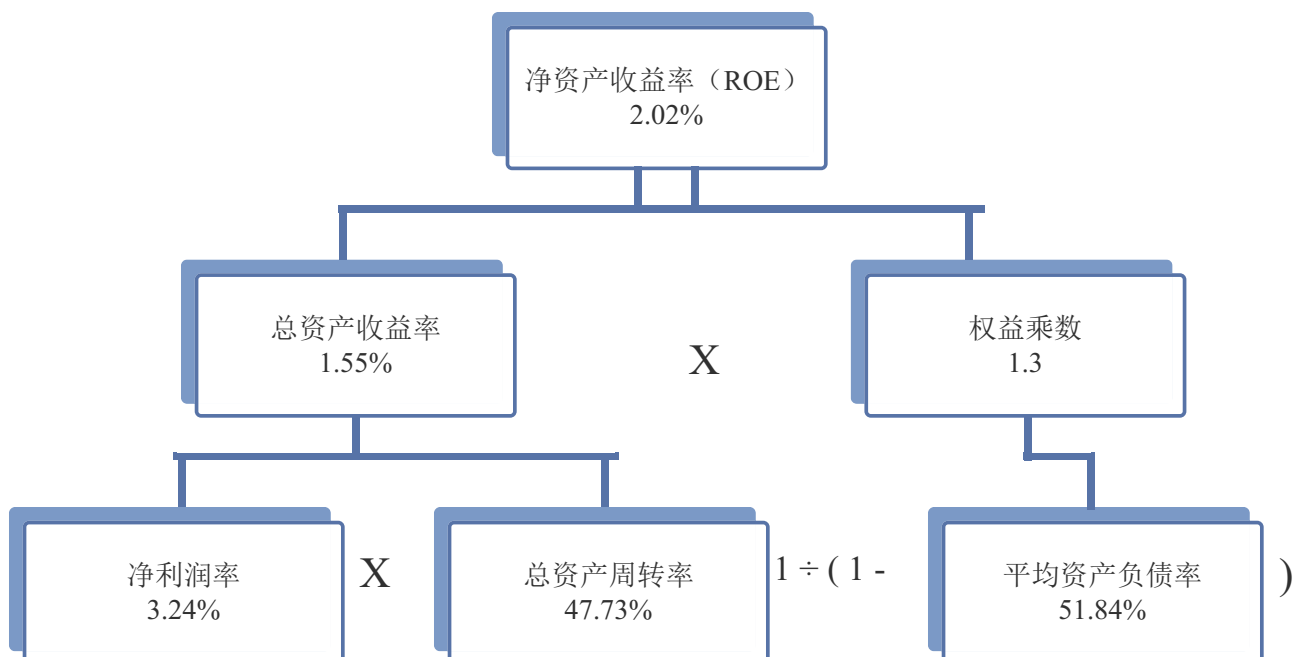 净资产收益率（ROE）
2.02%
总资产收益率
1.55%
X
权益乘数
1.3
净利润率
3.24%
X
总资产周转率
47.73%
1 ÷ ( 1 -
平均资产负债率
51.84%
)